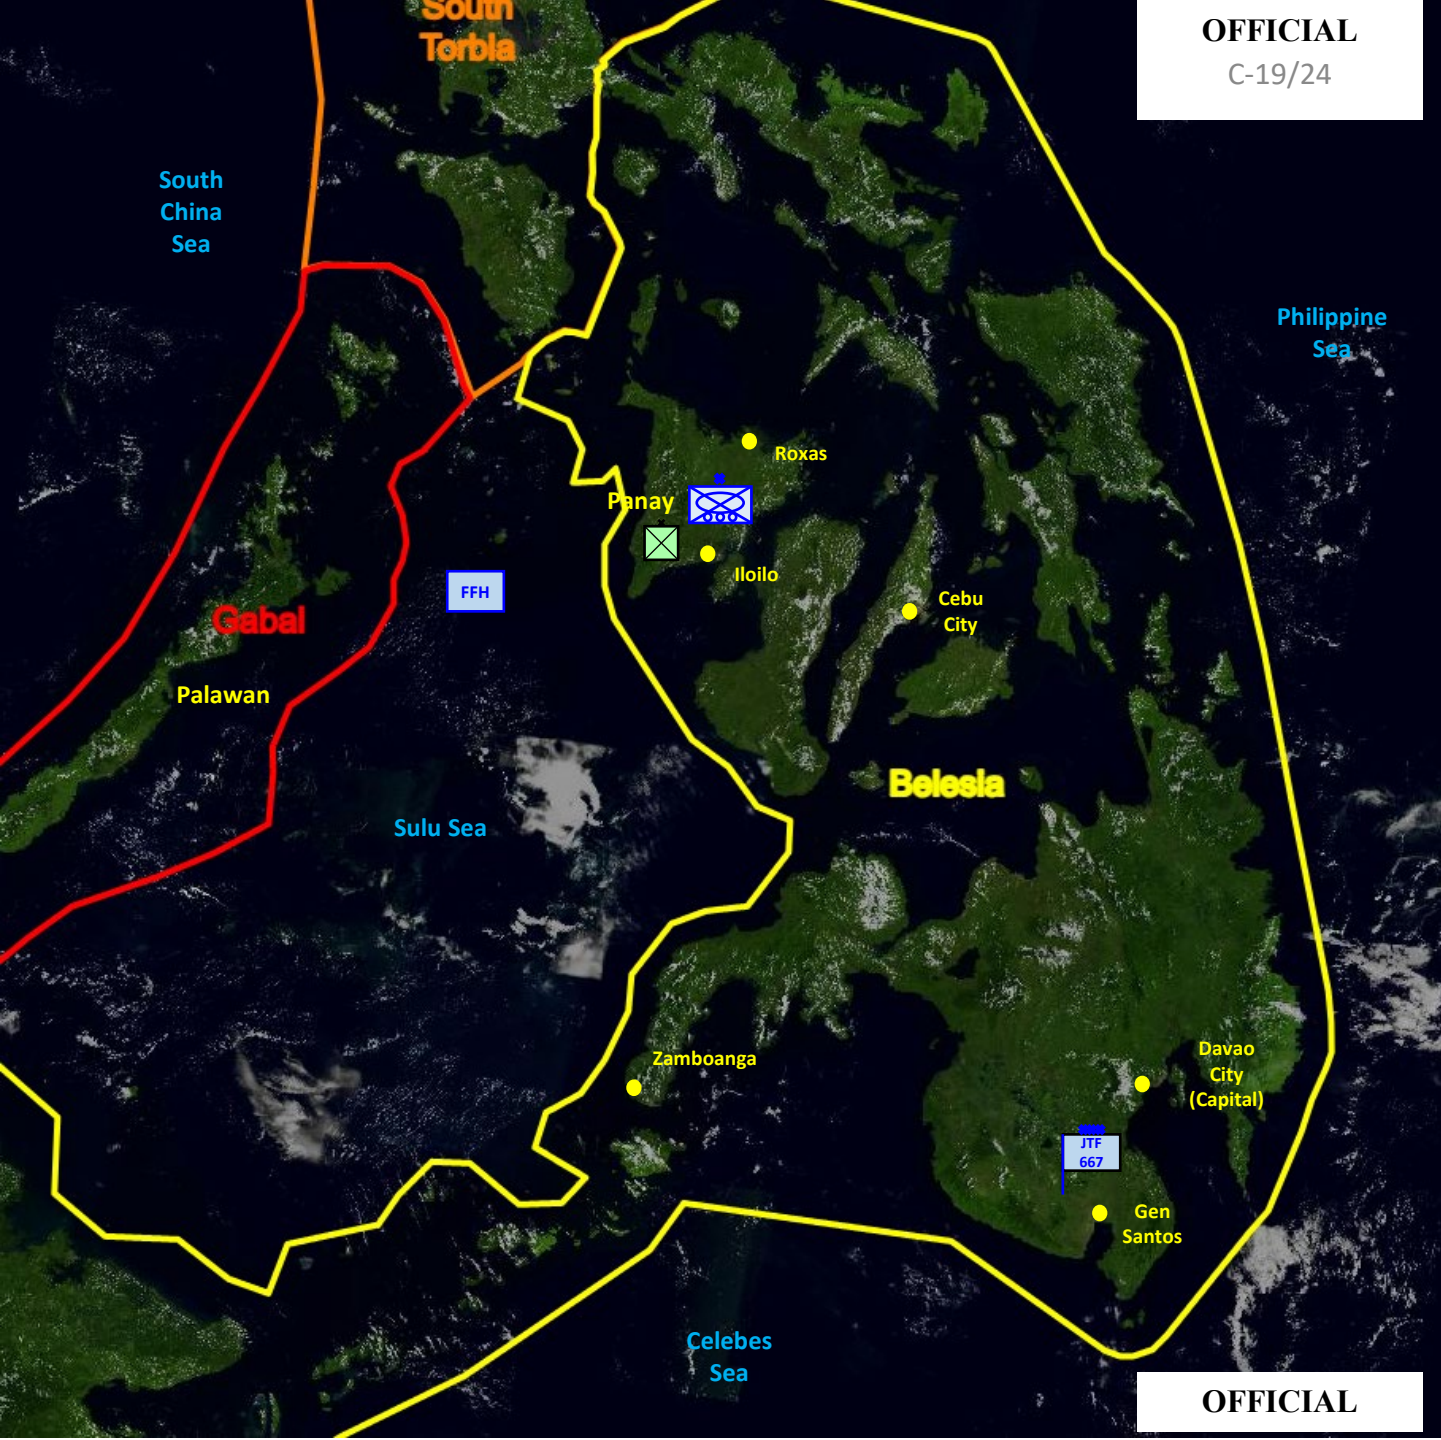 South
Torbia
OFFICIAL
C-19/24
South
China
Sea
Philippine
Sea
Roxas
Panay
Iloilo
FFH
Cebu
City
Gabal
Palawan
Belesia
Sulu Sea
Zamboanga
Davao
City
(Capital)
JTF
667
Gen
Santos
Celebes
Sea
OFFICIAL